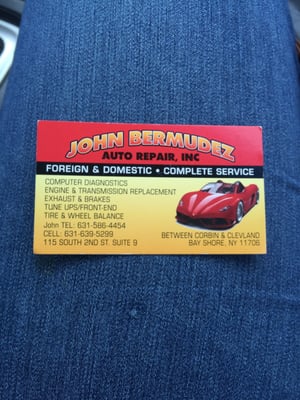 JOHN BERMUDEZ
AUTO REPAIR, INC
FOREIGN & DOMESTIC • COMPLETE SERVICE
COMPUTER DIAGNOSTICS
ENGINE & TRANSMISSION REPLACEMENT
EXHAUST & BRAKES
TUNE UPS/FRONT-END
TIRE & WHEEL BALANCE
John TEL: 631-586-4454
CELL: 631-639-5299
115 SOUTH 2ND ST. SUITE 9
BETWEEN CORBIN & CLEVLAND
BAY SHORE, NY 11706